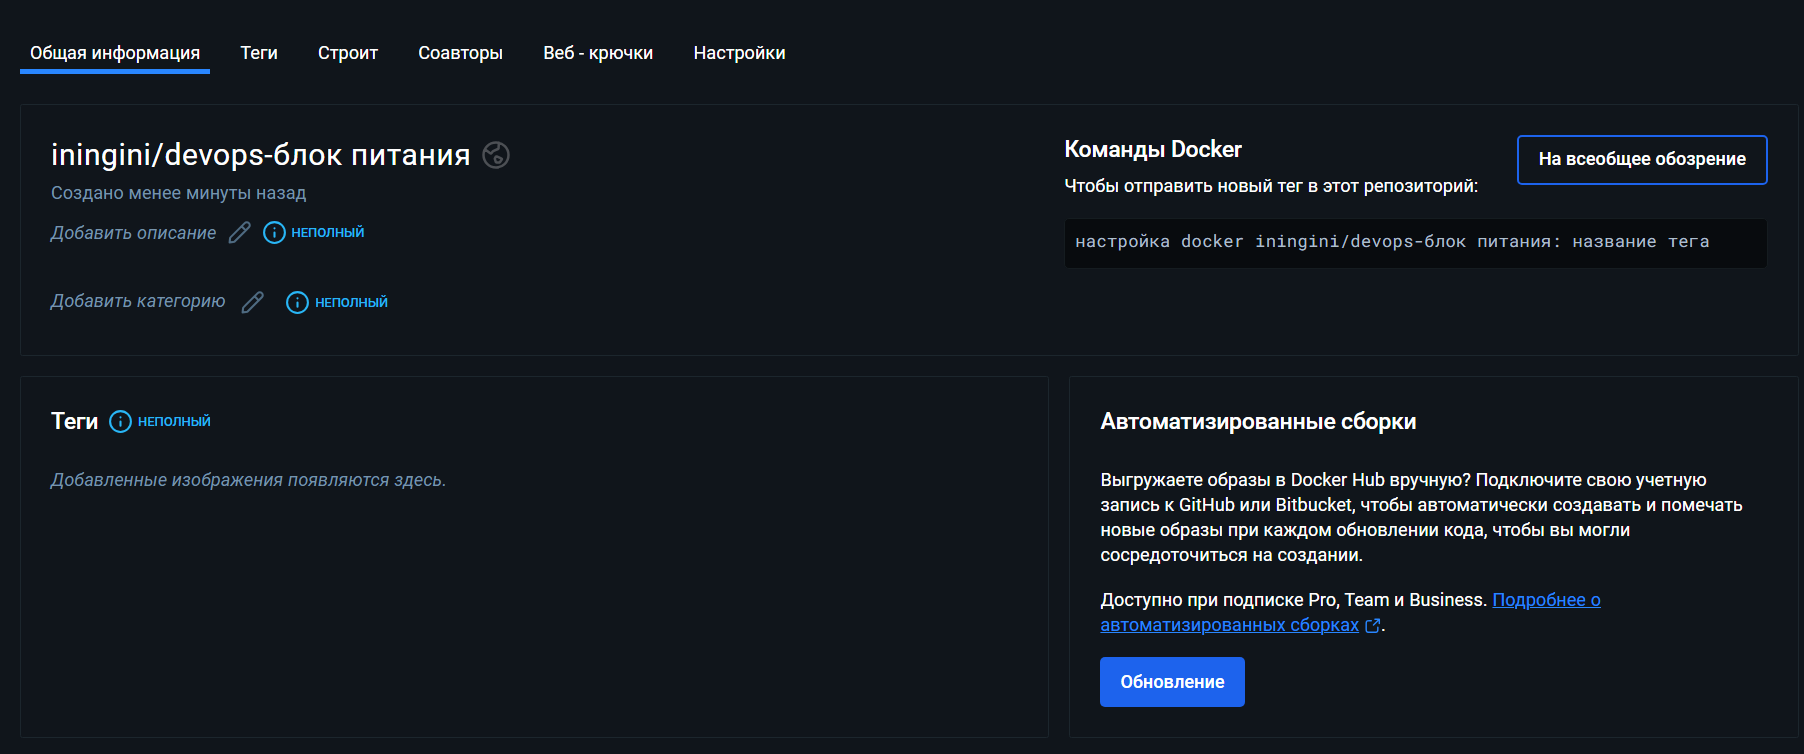 Общая информация Теги Строит Соавторы Веб - крючки Настройки
iningini/devops-блок питания
Создано менее минуты назад
Добавить описание НЕПОЛНЫЙ
Добавить категорию НЕПОЛНЫЙ
Команды Docker
На всеобщее обозрение
Чтобы отправить новый тег в этот репозиторий:
настройка docker iningini/devops-блок питания: название тега
Теги НЕПОЛНЫЙ
Добавленные изображения появляются здесь.
Автоматизированные сборки
Выгружаете образы в Docker Hub вручную? Подключите свою учетную
запись к GitHub или Bitbucket, чтобы автоматически создавать и помечать
новые образы при каждом обновлении кода, чтобы вы могли
сосредоточиться на создании.
Доступно при подписке Pro, Team и Business. Подробнее о
автоматизированных сборках.
Обновление